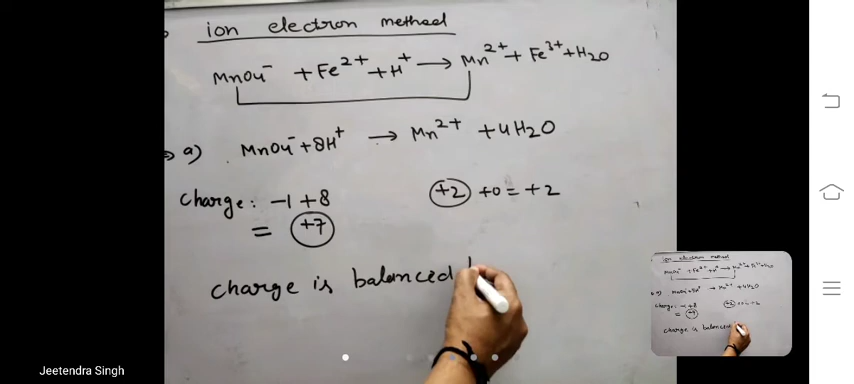 ion electron method
MnO4⁻ + Fe²⁺ + H⁺ → Mn²⁺ + Fe³⁺ + H2O
a) MnO4⁻ + 8H⁺ → Mn²⁺ + 4H2O
Charge: -1 +8 +2 +0 = +2
= +7
charge is balanced
Jeetendra Singh